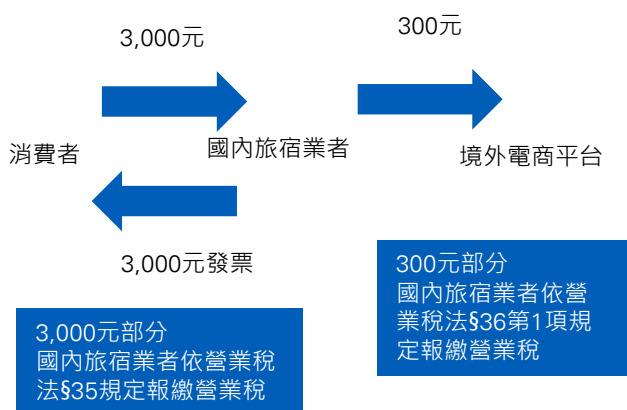 3,000元
300元
消費者
國內旅宿業者
境外電商平台
3,000元發票
3,000元部分
國內旅宿業者依營業稅
法§35規定報繳營業稅
300元部分
國內旅宿業者依營
業稅法§36第1項規
定報繳營業稅